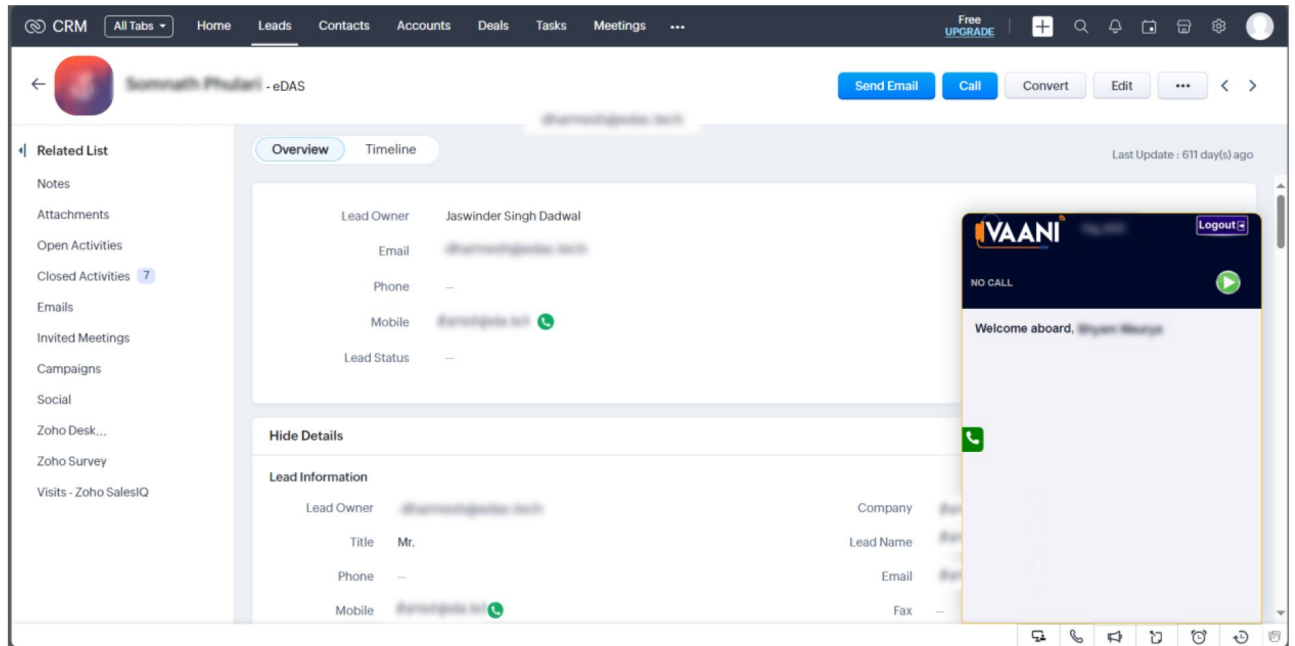 CRM All Tabs Home Leads Contacts Accounts Deals Tasks Meetings ••• Free
UPGRADE
- eDAS Send Email Call Convert Edit •••
Related List
Overview Timeline
Last Update : 611 day(s) ago
Notes
Attachments
Open Activities
Closed Activities 7
Emails
Invited Meetings
Campaigns
Social
Zoho Desk...
Zoho Survey
Visits - Zoho SalesIQ
Lead Owner Jaswinder Singh Dadwal
Email
Phone —
Mobile
Lead Status —
Hide Details
Lead Information
Lead Owner
Company
Title Mr.
Lead Name
Phone —
Email
Mobile
Fax —
VAANI
Logout
NO CALL
Welcome aboard,